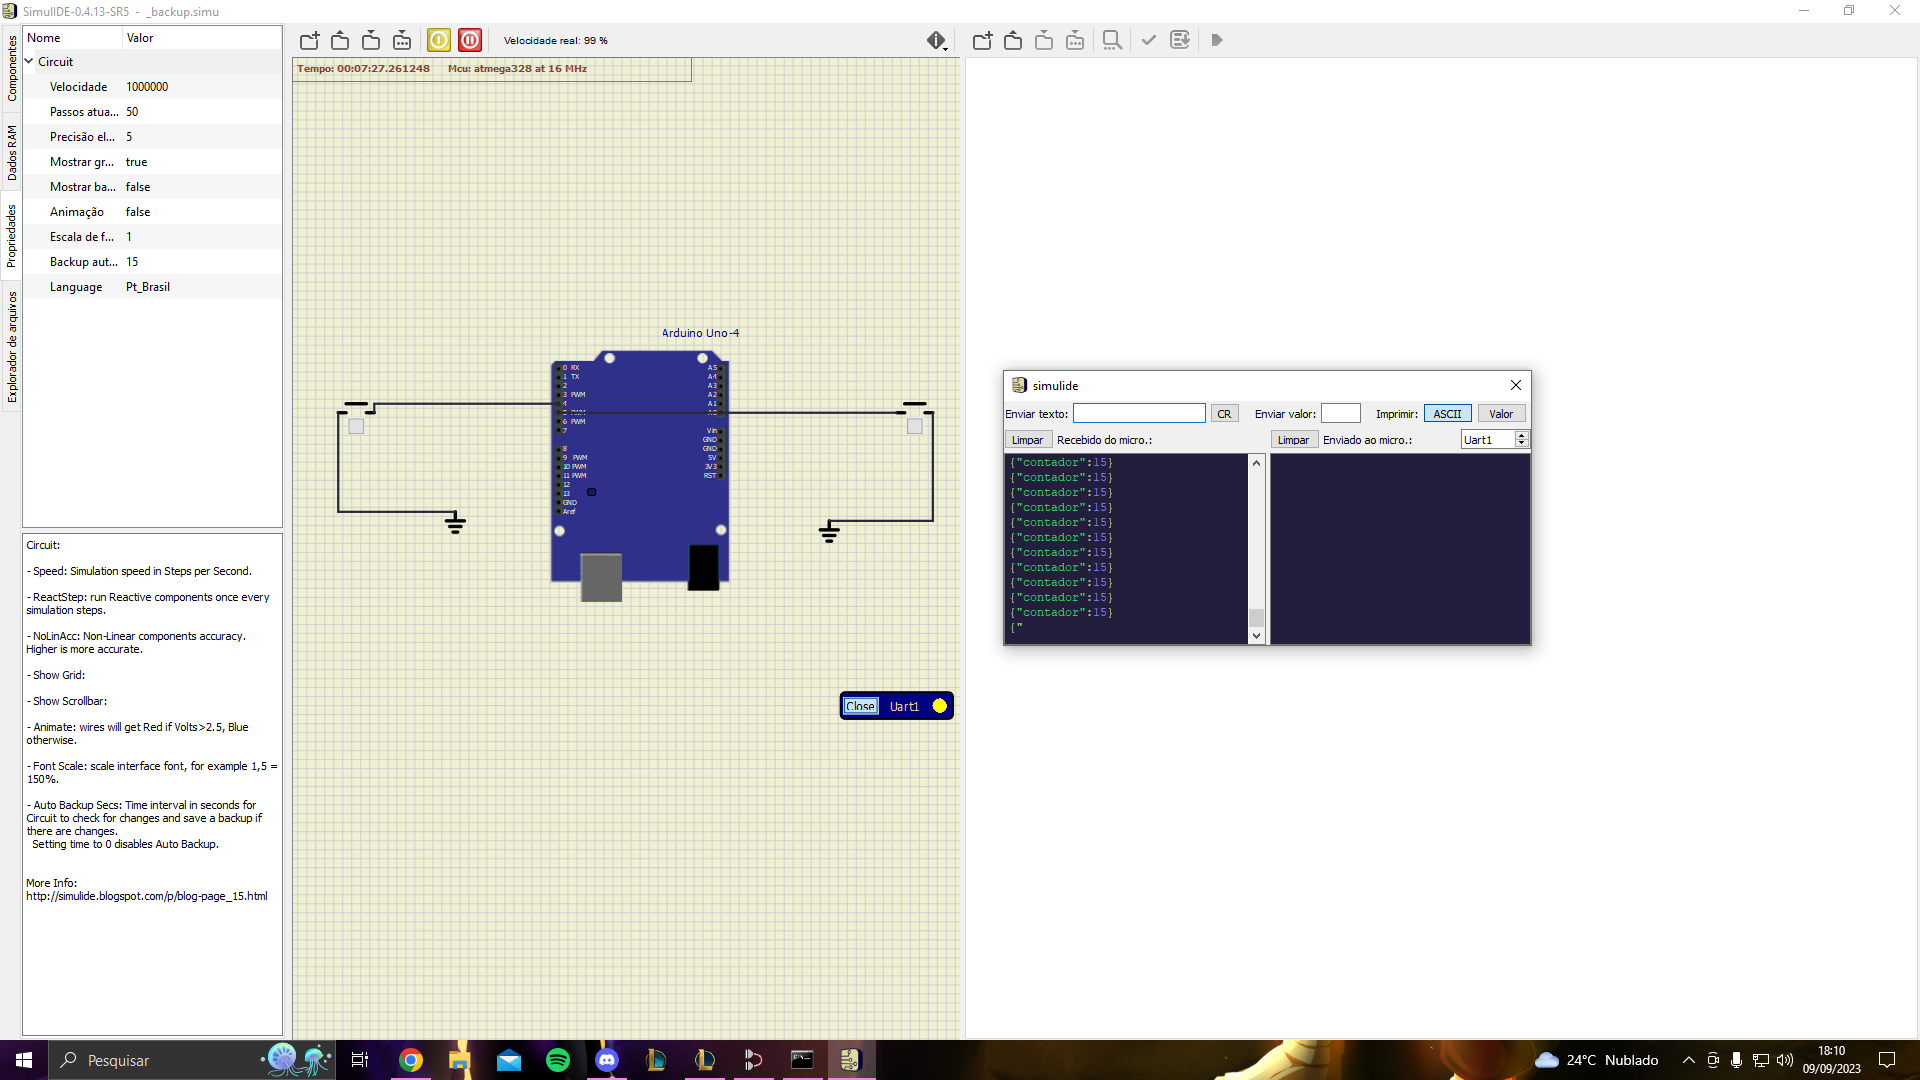 SimulIDE-0.4.13-SR5 - _backup.simu
Componentes
Dados RAM
Propriedades
Explorador de arquivos
Nome Valor
Circuit
Velocidade 1000000
Passos atua... 50
Precisão el... 5
Mostrar gr... true
Mostrar ba... false
Animação false
Escala de f... 1
Backup aut... 15
Language Pt_Brasil
Circuit:
- Speed: Simulation speed in Steps per Second.
- ReactStep: run Reactive components once every
simulation steps.
- NoLinAcc: Non-Linear components accuracy.
Higher is more accurate.
- Show Grid:
- Show Scrollbar:
- Animate: wires will get Red if Volts>2.5, Blue
otherwise.
- Font Scale: scale interface font, for example 1,5 =
150%.
- Auto Backup Secs: Time interval in seconds for
Circuit to check for changes and save a backup if
there are changes.
Setting time to 0 disables Auto Backup.
More Info:
http://simulide.blogspot.com/p/blog-page_15.html
Velocidade real: 99 %
Tempo: 00:07:27.261248 Mcu: atmega328 at 16 MHz
Arduino Uno-4
0 RX A5
1 TX A4
2 A3
3 PWM A2
4 A1
5 PWM A0
6 PWM
7 Vin
GND
8 GND
9 PWM 5V
10 PWM 3V3
11 PWM RST
12
13
GND
Aref
Close Uart1
simulide
Enviar texto: CR Enviar valor: Imprimir: ASCII Valor
Limpar Recebido do micro.: Limpar Enviado ao micro.: Uart1
{"contador":15}
{"contador":15}
{"contador":15}
{"contador":15}
{"contador":15}
{"contador":15}
{"contador":15}
{"contador":15}
{"contador":15}
{"contador":15}
{"contador":15}
{"
Pesquisar
24°C Nublado
18:10
09/09/2023